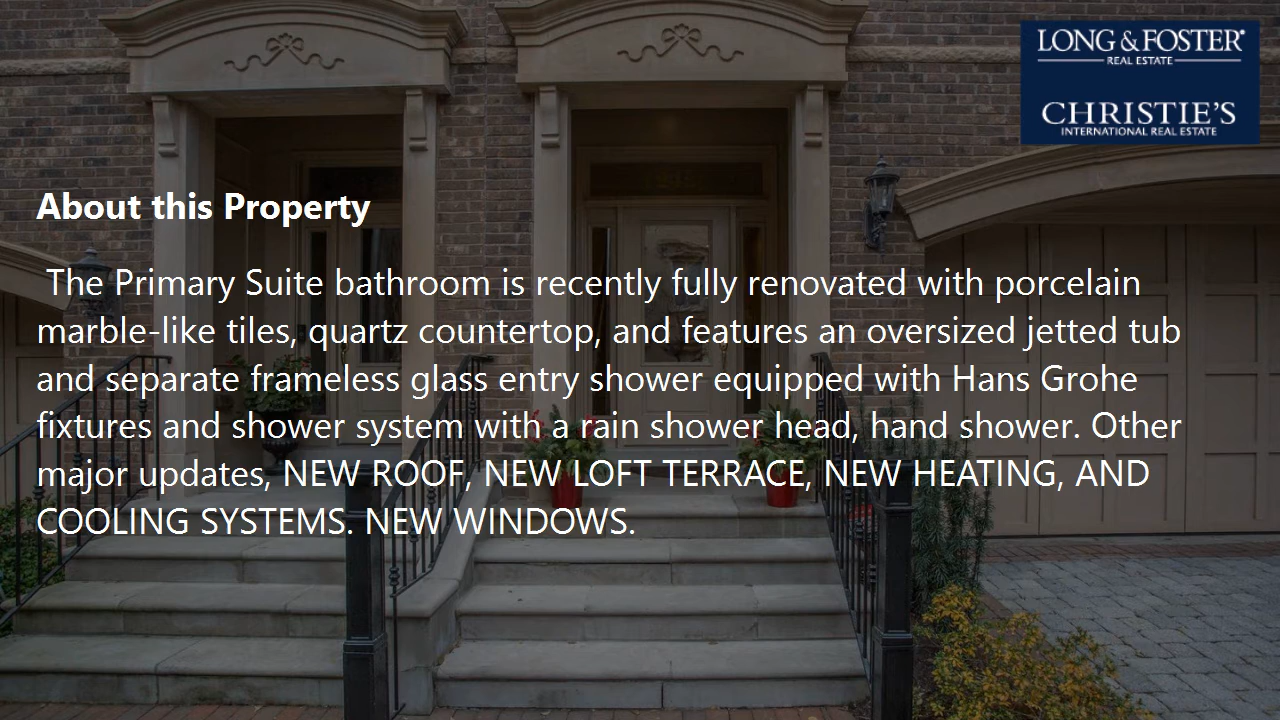 LONG & FOSTER®
REAL ESTATE
CHRISTIE'S
INTERNATIONAL REAL ESTATE
About this Property
The Primary Suite bathroom is recently fully renovated with porcelain
marble-like tiles, quartz countertop, and features an oversized jetted tub
and separate frameless glass entry shower equipped with Hans Grohe
fixtures and shower system with a rain shower head, hand shower. Other
major updates, NEW ROOF, NEW LOFT TERRACE, NEW HEATING, AND
COOLING SYSTEMS. NEW WINDOWS.